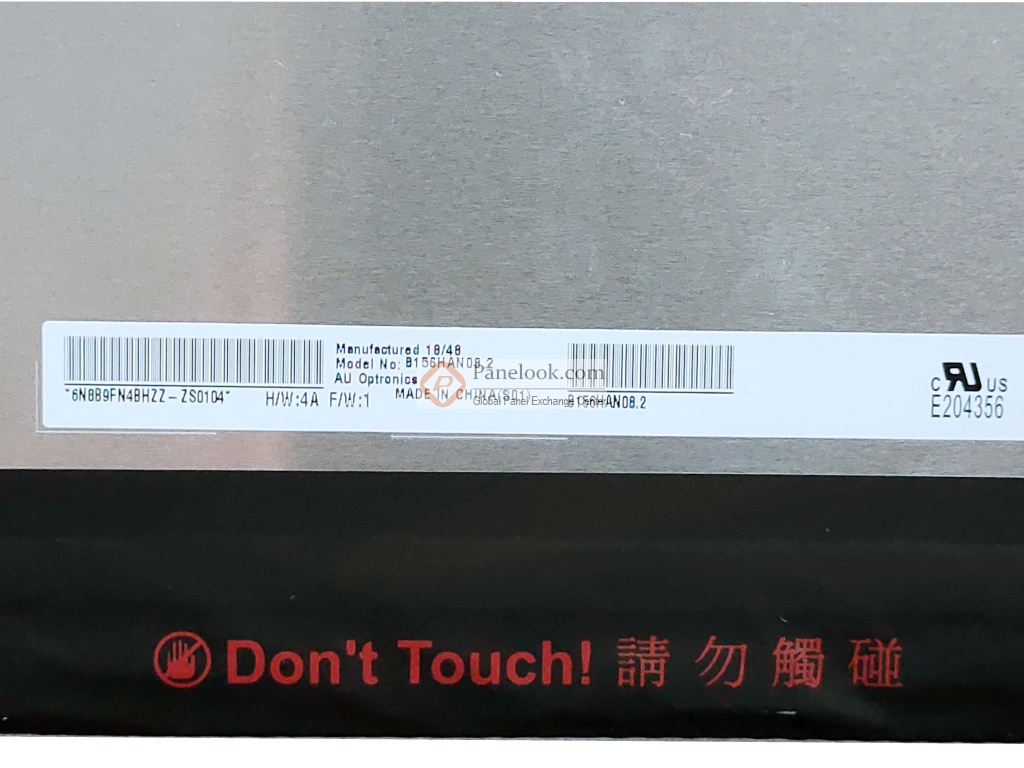 Manufactured 18/48
Model No: B156HAN08.2
AU Optronics
MADE IN CHINA(S01)
*6N8B9FN4BHZZ-ZS0104*
H/W:4A F/W:1
B156HAN08.2
Panelook.com
Global Panel Exchange
c RU US
E204356
Don't Touch! 請勿觸碰